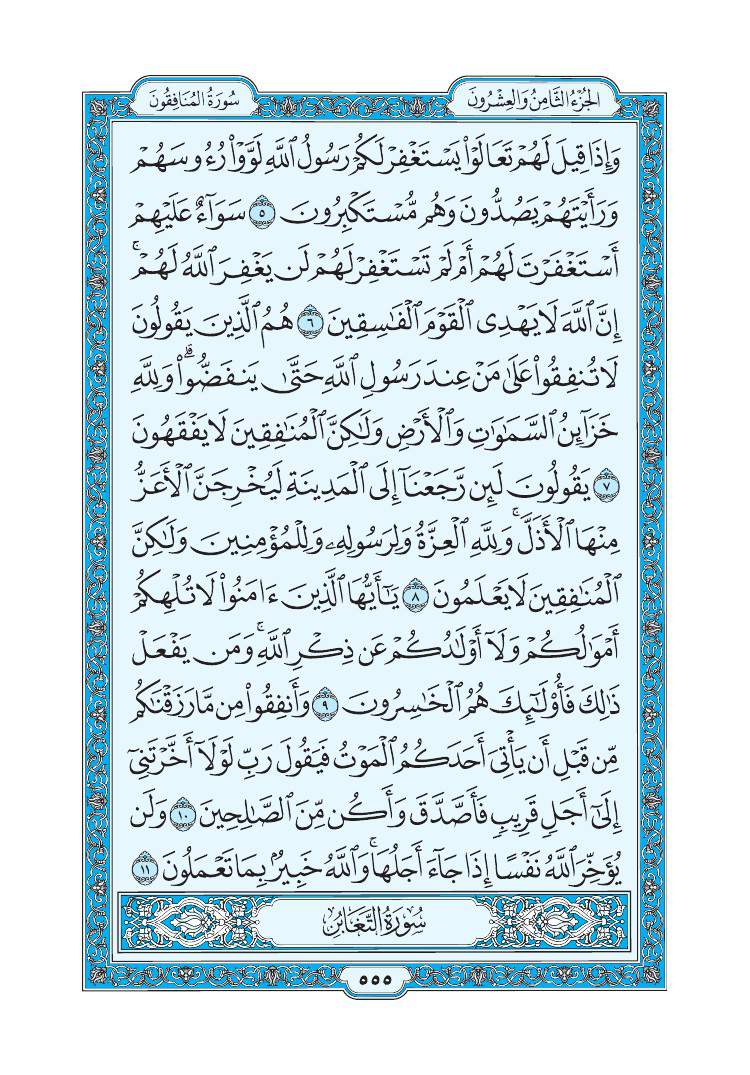 الجُزْءُ الثَّامِنُ وَالعِشْرُونَ
سُورَةُ المُنَافِقُونَ
وَإِذَا قِيلَ لَهُمْ تَعَالَوْا۟ يَسْتَغْفِرْ لَكُمْ رَسُولُ ٱللَّهِ لَوَّوْا۟ رُءُوسَهُمْ
وَرَأَيْتَهُمْ يَصُدُّونَ وَهُم مُّسْتَكْبِرُونَ ٥ سَوَآءٌ عَلَيْهِمْ
أَسْتَغْفَرْتَ لَهُمْ أَمْ لَمْ تَسْتَغْفِرْ لَهُمْ لَن يَغْفِرَ ٱللَّهُ لَهُمْ ۚ
إِنَّ ٱللَّهَ لَا يَهْدِى ٱلْقَوْمَ ٱلْفَـٰسِقِينَ ٦ هُمُ ٱلَّذِينَ يَقُولُونَ
لَا تُنفِقُوا۟ عَلَىٰ مَنْ عِندَ رَسُولِ ٱللَّهِ حَتَّىٰ يَنفَضُّوا۟ ۗ وَلِلَّهِ
خَزَآئِنُ ٱلسَّمَـٰوَٰتِ وَٱلْأَرْضِ وَلَـٰكِنَّ ٱلْمُنَـٰفِقِينَ لَا يَفْقَهُونَ
٧ يَقُولُونَ لَئِن رَّجَعْنَآ إِلَى ٱلْمَدِينَةِ لَيُخْرِجَنَّ ٱلْأَعَزُّ
مِنْهَا ٱلْأَذَلَّ ۚ وَلِلَّهِ ٱلْعِزَّةُ وَلِرَسُولِهِۦ وَلِلْمُؤْمِنِينَ وَلَـٰكِنَّ
ٱلْمُنَـٰفِقِينَ لَا يَعْلَمُونَ ٨ يَـٰٓأَيُّهَا ٱلَّذِينَ ءَامَنُوا۟ لَا تُلْهِكُمْ
أَمْوَٰلُكُمْ وَلَآ أَوْلَـٰدُكُمْ عَن ذِكْرِ ٱللَّهِ ۚ وَمَن يَفْعَلْ
ذَٰلِكَ فَأُو۟لَـٰٓئِكَ هُمُ ٱلْخَـٰسِرُونَ ٩ وَأَنفِقُوا۟ مِن مَّا رَزَقْنَـٰكُم
مِّن قَبْلِ أَن يَأْتِىَ أَحَدَكُمُ ٱلْمَوْتُ فَيَقُولَ رَبِّ لَوْلَآ أَخَّرْتَنِىٓ
إِلَىٰٓ أَجَلٍ قَرِيبٍ فَأَصَّدَّقَ وَأَكُن مِّنَ ٱلصَّـٰلِحِينَ ١٠ وَلَن
يُؤَخِّرَ ٱللَّهُ نَفْسًا إِذَا جَآءَ أَجَلُهَا ۚ وَٱللَّهُ خَبِيرٌۢ بِمَا تَعْمَلُونَ ١١
سُورَةُ التَّغَابُنِ
٥٥٥